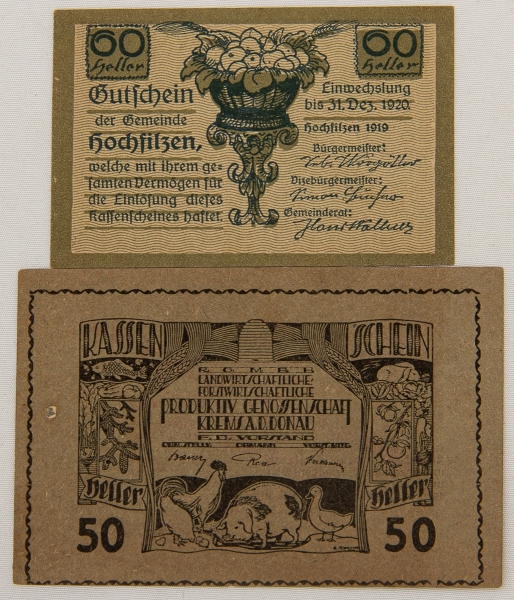 60 Heller
60 Heller
Gutschein
der Gemeinde
Hochfilzen,
welche mit ihrem ge-
samten Vermögen für
die Einlösung dieses
Kassenscheines haftet.
Einwechslung
bis 31. Dez. 1920.
Hochfilzen 1919
Bürgermeister:
Vizebürgermeister:
Simon
Gemeinderat:
Hans
KASSEN SCHEIN
R.G.M.B.H
LANDWIRTSCHAFTLICHE-
FORSTWIRTSCHAFTLICHE
PRODUKTIV GENOSSENSCHAFT
KREMS A.D. DONAU
F.D. VORSTAND
Heller Heller
50 50